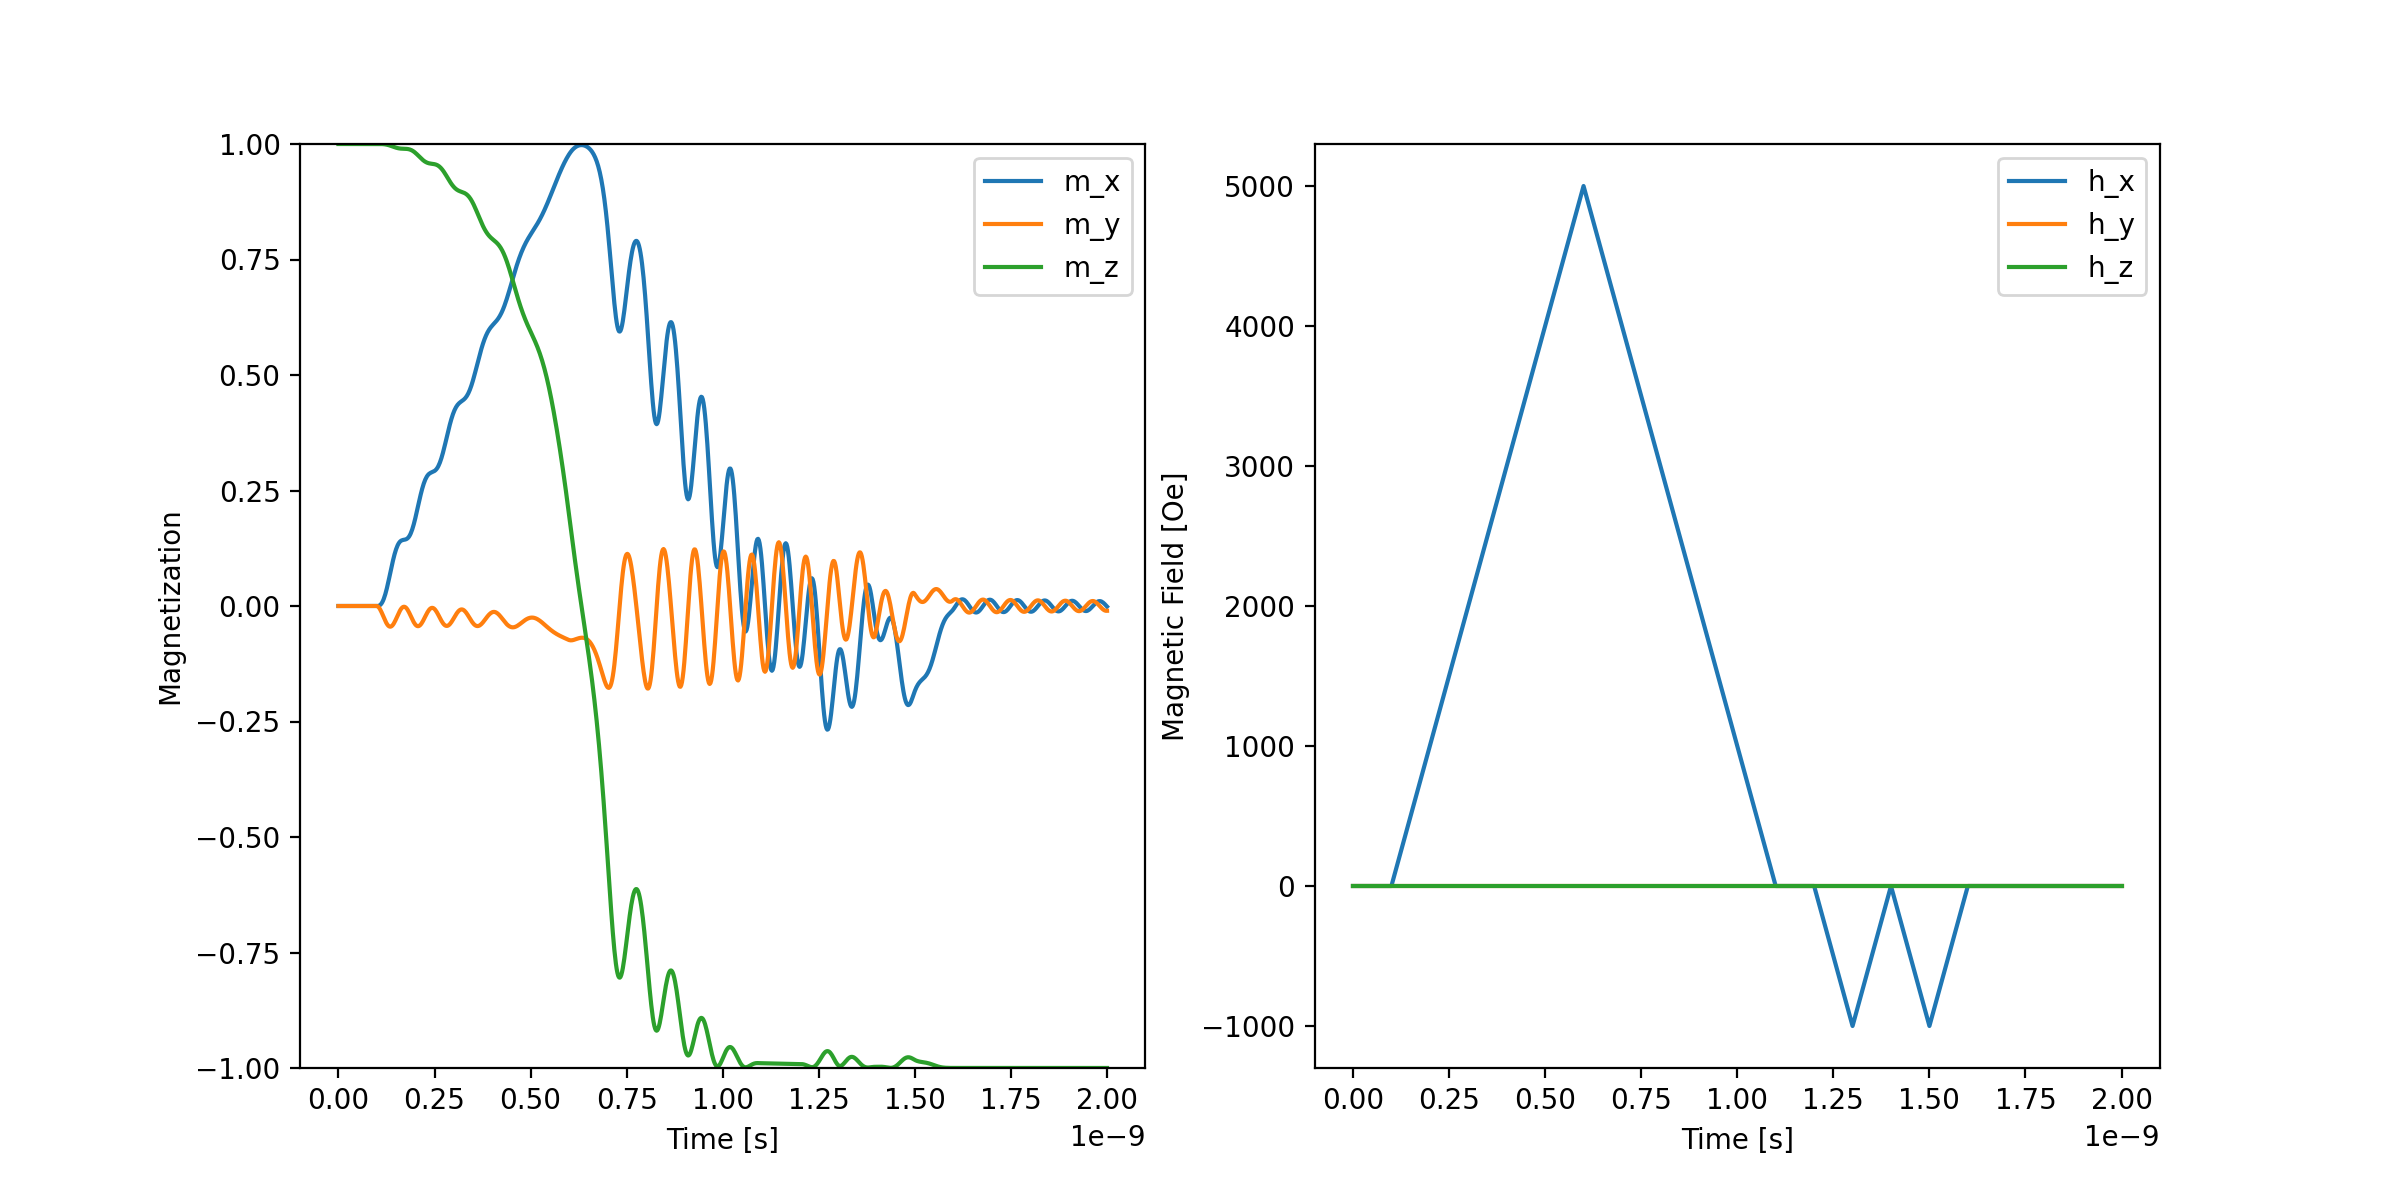 Magnetization
1.00
0.75
0.50
0.25
0.00
−0.25
−0.50
−0.75
−1.00
m_x
m_y
m_z
0.00 0.25 0.50 0.75 1.00 1.25 1.50 1.75 2.00
Time [s]
1e−9
Magnetic Field [Oe]
5000
4000
3000
2000
1000
0
−1000
h_x
h_y
h_z
0.00 0.25 0.50 0.75 1.00 1.25 1.50 1.75 2.00
Time [s]
1e−9